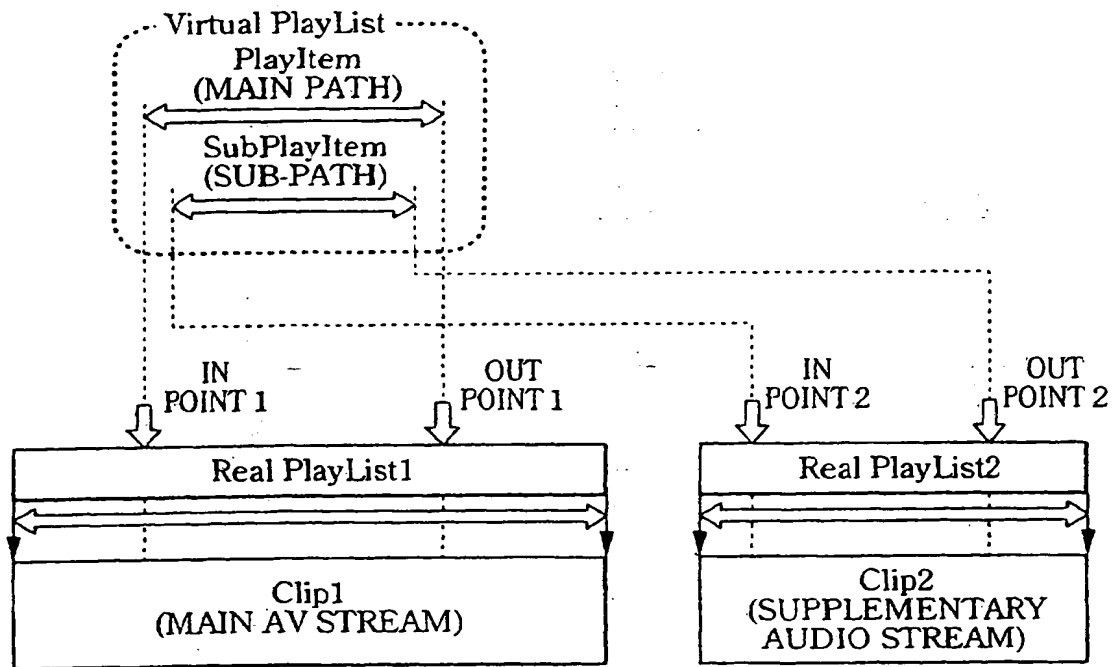 Virtual PlayList
PlayItem
(MAIN PATH)
SubPlayItem
(SUB-PATH)
IN
POINT 1
OUT
POINT 1
IN
POINT 2
OUT
POINT 2
Real PlayList1
Real PlayList2
Clip1
(MAIN AV STREAM)
Clip2
(SUPPLEMENTARY
AUDIO STREAM)